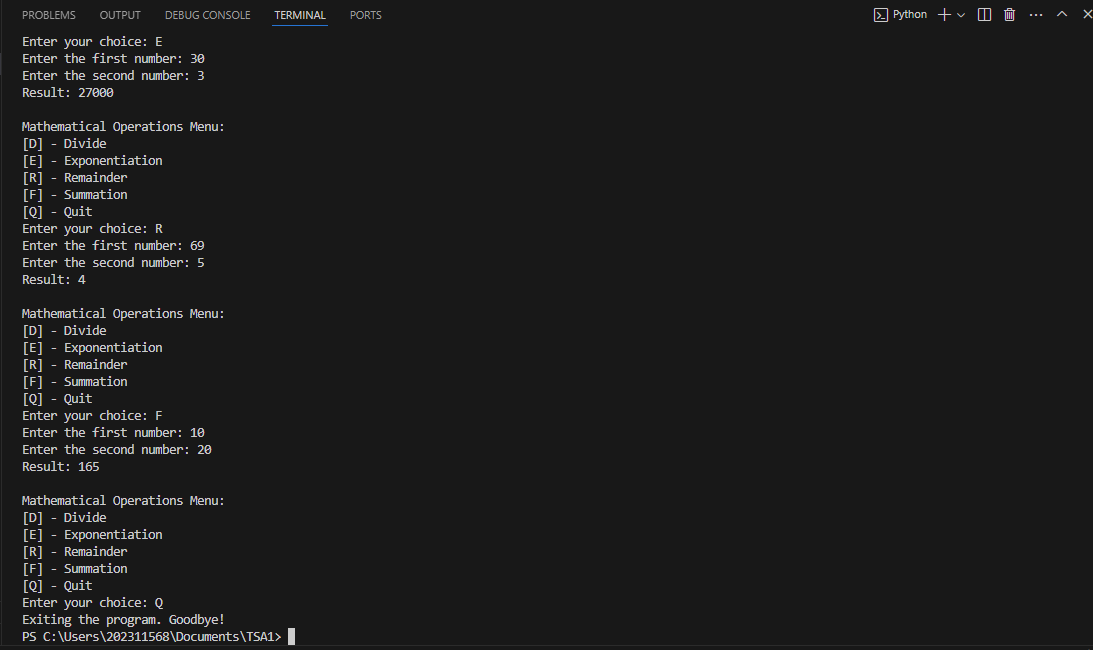 PROBLEMS OUTPUT DEBUG CONSOLE TERMINAL PORTS Python
Enter your choice: E
Enter the first number: 30
Enter the second number: 3
Result: 27000
Mathematical Operations Menu:
[D] - Divide
[E] - Exponentiation
[R] - Remainder
[F] - Summation
[Q] - Quit
Enter your choice: R
Enter the first number: 69
Enter the second number: 5
Result: 4
Mathematical Operations Menu:
[D] - Divide
[E] - Exponentiation
[R] - Remainder
[F] - Summation
[Q] - Quit
Enter your choice: F
Enter the first number: 10
Enter the second number: 20
Result: 165
Mathematical Operations Menu:
[D] - Divide
[E] - Exponentiation
[R] - Remainder
[F] - Summation
[Q] - Quit
Enter your choice: Q
Exiting the program. Goodbye!
PS C:\Users\202311568\Documents\TSA1>